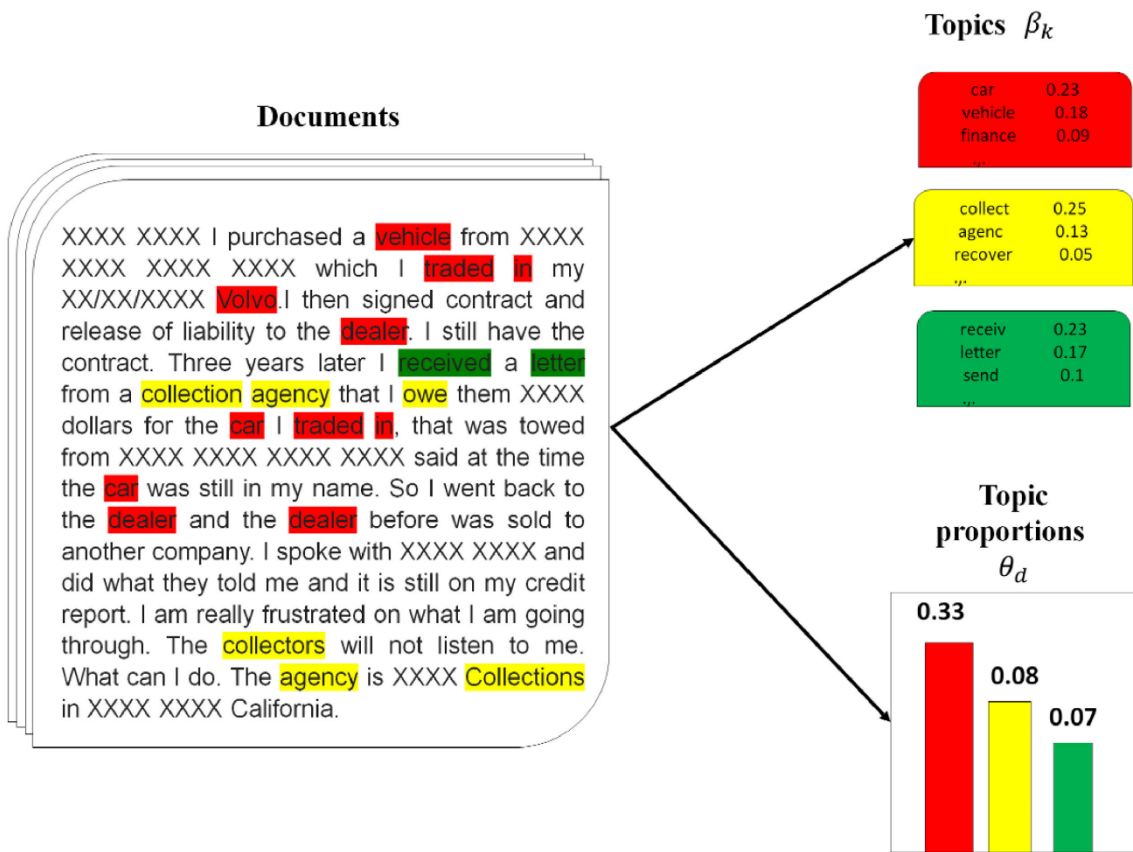 Documents
XXXX XXXX I purchased a vehicle from XXXX
XXXX XXXX XXXX which I traded in my
XX/XX/XXXX Volvo.I then signed contract and
release of liability to the dealer. I still have the
contract. Three years later I received a letter
from a collection agency that I owe them XXXX
dollars for the car I traded in, that was towed
from XXXX XXXX XXXX XXXX said at the time
the car was still in my name. So I went back to
the dealer and the dealer before was sold to
another company. I spoke with XXXX XXXX and
did what they told me and it is still on my credit
report. I am really frustrated on what I am going
through. The collectors will not listen to me.
What can I do. The agency is XXXX Collections
in XXXX XXXX California.
Topics βk
car 0.23
vehicle 0.18
finance 0.09
.,.
collect 0.25
agenc 0.13
recover 0.05
.,.
receiv 0.23
letter 0.17
send 0.1
.,.
Topic
proportions
θd
0.33
0.08
0.07